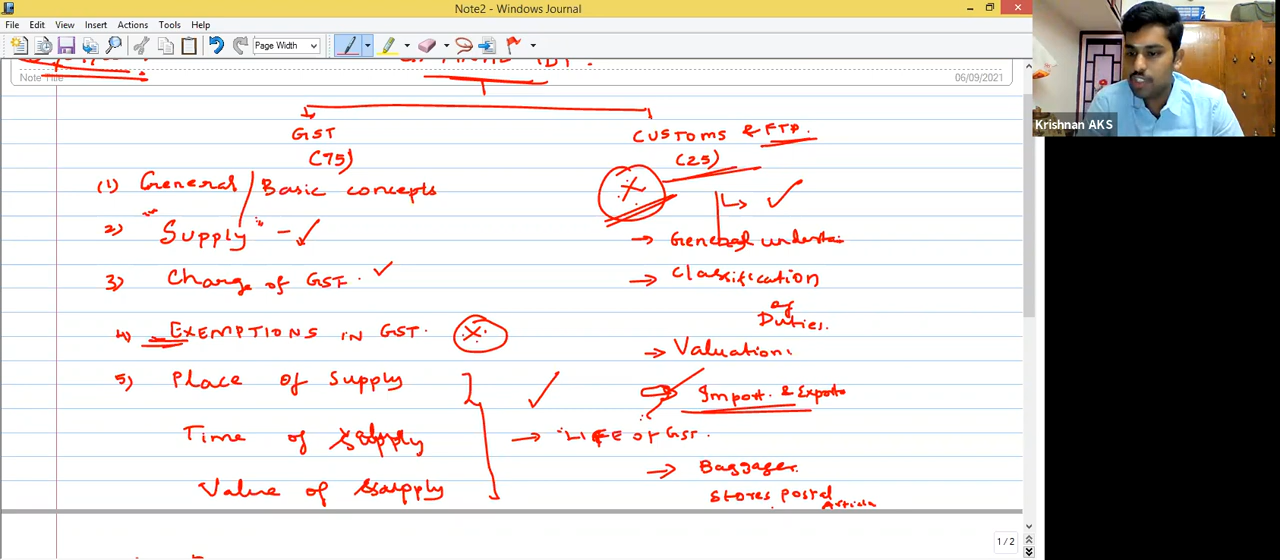 Note2 - Windows Journal
File Edit View Insert Actions Tools Help
Page Width
Krishnan AKS
Note Title
06/09/2021
GST
(75)
CUSTOMS & FTP.
(25)
(1) General / Basic concepts
2) "Supply" -
3) Charge of GST.
4) EXEMPTIONS IN GST.
5) Place of Supply
Time of Supply
Value of Supply
→ LIFE OF GST.
→ General understa
→ Classification
of
Duties.
→ Valuation.
Import & Exports
→ Baggages.
Stores postal
Article
1 / 2